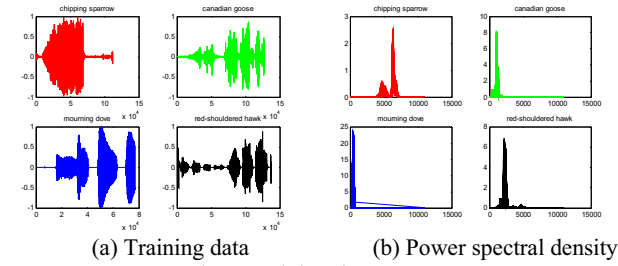 chipping sparrow
canadian goose
chipping sparrow
canadian goose
1
0.5
0
-0.5
-1
0 5 10 15
x 10⁴
1
0.5
0
-0.5
-1
0 5 10 15
x 10⁴
3
2
1
0
0 5000 10000 15000
10
8
6
4
2
0
0 5000 10000 15000
mourning dove
red-shouldered hawk
mourning dove
red-shouldered hawk
1
0.5
0
-0.5
-1
0 2 4 6 8
x 10⁴
1
0.5
0
-0.5
-1
0 5 10 15
x 10⁴
25
20
15
10
5
0
0 5000 10000 15000
8
6
4
2
0
0 5000 10000 15000
(a) Training data
(b) Power spectral density